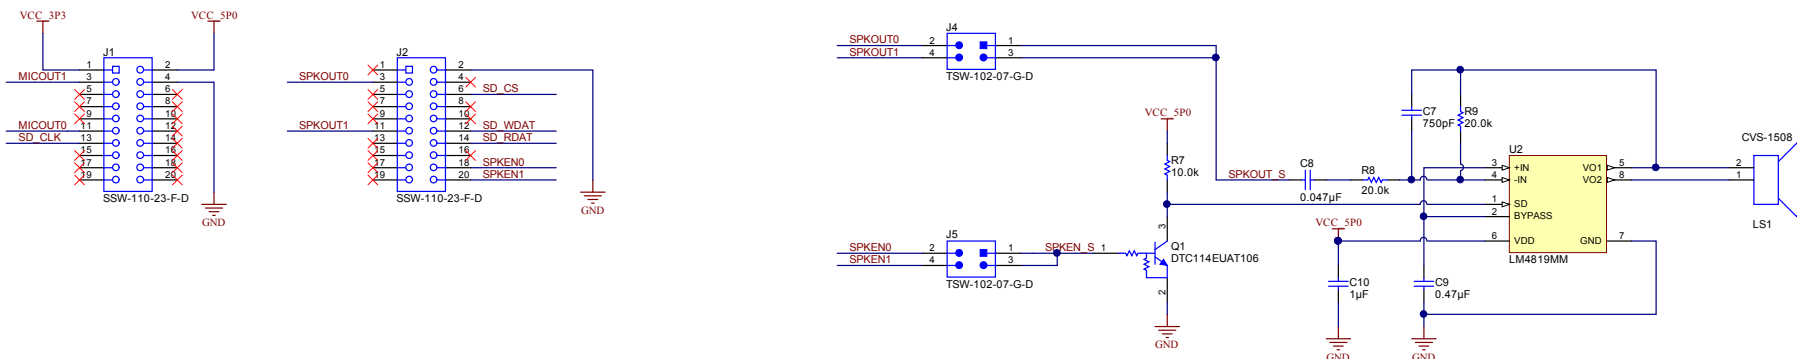 VCC_3P3
VCC_5P0
J1
1 2
MICOUT1 3 4
5 6
7 8
9 10
MICOUT0 11 12
SD_CLK 13 14
15 16
17 18
19 20
SSW-110-23-F-D
GND
J2
1 2
SPKOUT0 3 4
5 6 SD_CS
7 8
9 10
SPKOUT1 11 12 SD_WDAT
13 14 SD_RDAT
15 16
17 18 SPKEN0
19 20 SPKEN1
SSW-110-23-F-D
GND
J4
SPKOUT0 2 1
SPKOUT1 4 3
TSW-102-07-G-D
VCC_5P0
R7
10.0k
SPKOUT_S
C8
0.047µF
R8
20.0k
C7
750pF
R9
20.0k
J5
SPKEN0 2 1 SPKEN_S 1
SPKEN1 4 3
TSW-102-07-G-D
3
Q1
DTC114EUAT106
2
GND
VCC_5P0
C10
1µF
GND
C9
0.47µF
GND
U2
3 +IN VO1 5
4 -IN VO2 8
1 SD
2 BYPASS
6 VDD GND 7
LM4819MM
CVS-1508
2
1
LS1